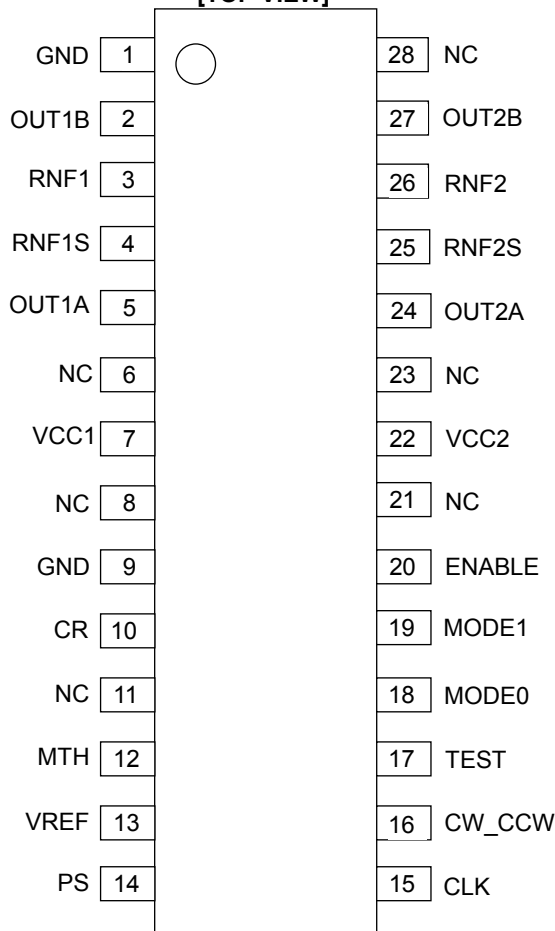 GND 1 28 NC
OUT1B 2 27 OUT2B
RNF1 3 26 RNF2
RNF1S 4 25 RNF2S
OUT1A 5 24 OUT2A
NC 6 23 NC
VCC1 7 22 VCC2
NC 8 21 NC
GND 9 20 ENABLE
CR 10 19 MODE1
NC 11 18 MODE0
MTH 12 17 TEST
VREF 13 16 CW_CCW
PS 14 15 CLK